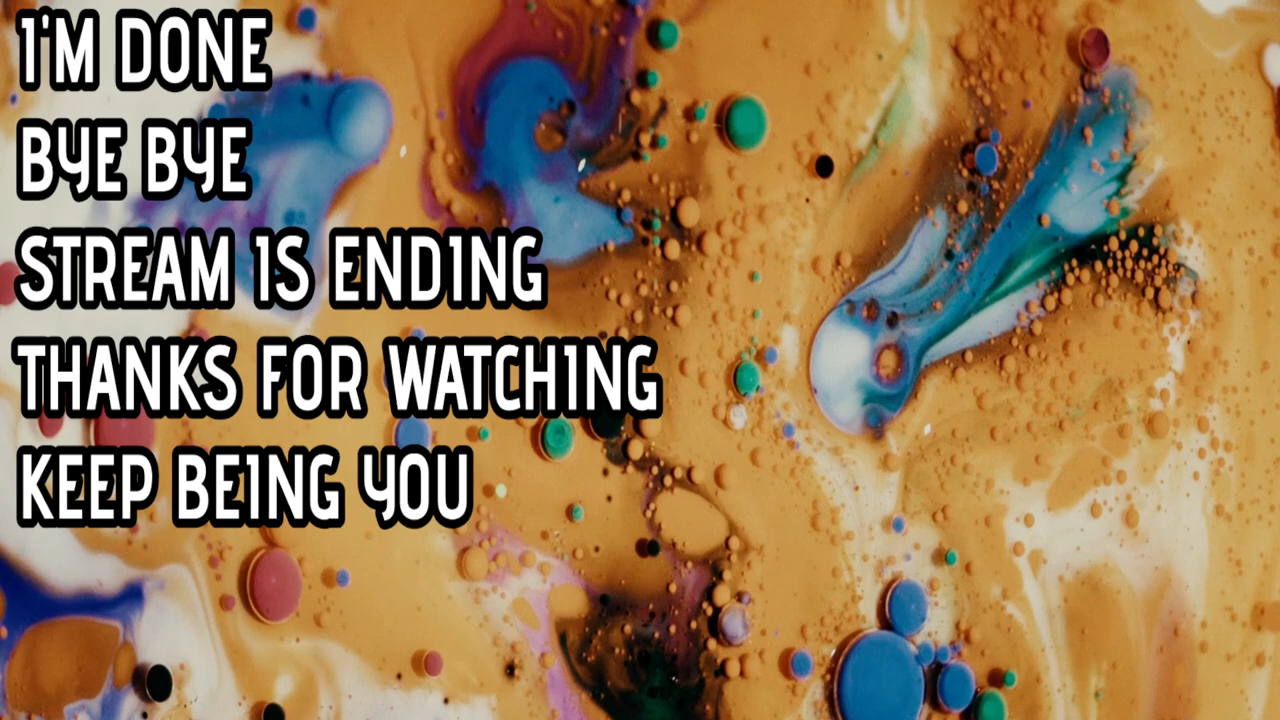 I'M DONE
BYE BYE
STREAM IS ENDING
THANKS FOR WATCHING
KEEP BEING YOU